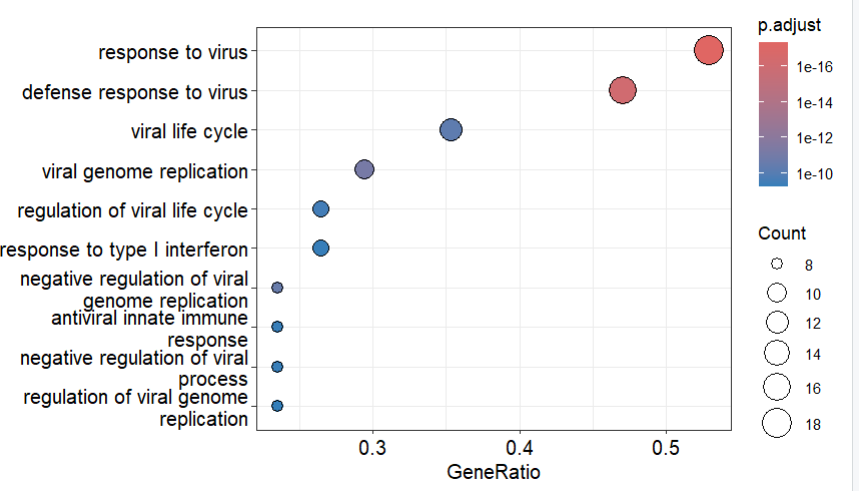 response to virus
defense response to virus
viral life cycle
viral genome replication
regulation of viral life cycle
response to type I interferon
negative regulation of viral
genome replication
antiviral innate immune
response
negative regulation of viral
process
regulation of viral genome
replication
0.3 0.4 0.5
GeneRatio
p.adjust
1e-16
1e-14
1e-12
1e-10
Count
8
10
12
14
16
18